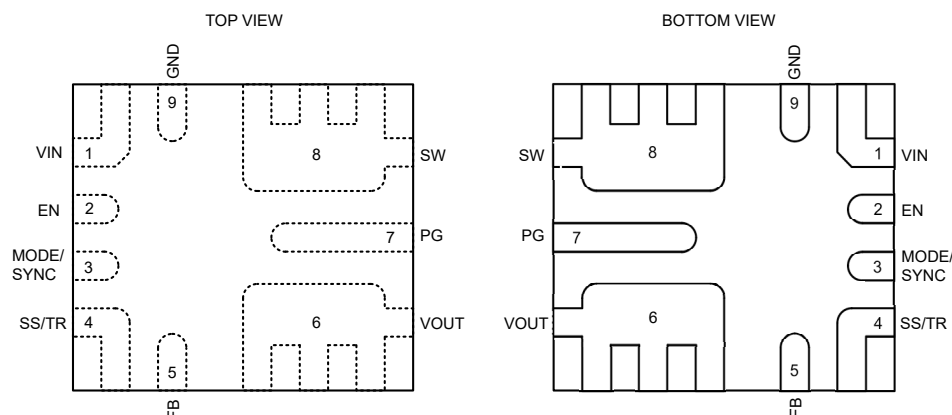 TOP VIEW
BOTTOM VIEW
GND
9
VIN
1
8
SW
EN
2
7
PG
MODE/
SYNC
3
SS/TR
4
6
VOUT
5
FB
GND
9
SW
8
1
VIN
2
EN
PG
7
3
MODE/
SYNC
VOUT
6
4
SS/TR
5
FB